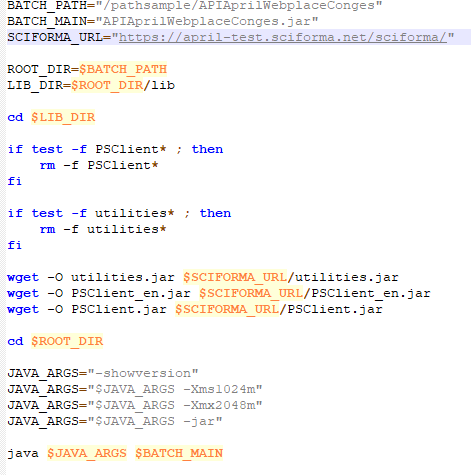 BATCH_PATH="/pathsample/APIAprilWebplaceConges"
BATCH_MAIN="APIAprilWebplaceConges.jar"
SCIFORMA_URL="https://april-test.sciforma.net/sciforma/"
ROOT_DIR=$BATCH_PATH
LIB_DIR=$ROOT_DIR/lib
cd $LIB_DIR
if test -f PSClient* ; then
    rm -f PSClient*
fi
if test -f utilities* ; then
    rm -f utilities*
fi
wget -O utilities.jar $SCIFORMA_URL/utilities.jar
wget -O PSClient_en.jar $SCIFORMA_URL/PSClient_en.jar
wget -O PSClient.jar $SCIFORMA_URL/PSClient.jar
cd $ROOT_DIR
JAVA_ARGS="-showversion"
JAVA_ARGS="$JAVA_ARGS -Xms1024m"
JAVA_ARGS="$JAVA_ARGS -Xmx2048m"
JAVA_ARGS="$JAVA_ARGS -jar"
java $JAVA_ARGS $BATCH_MAIN